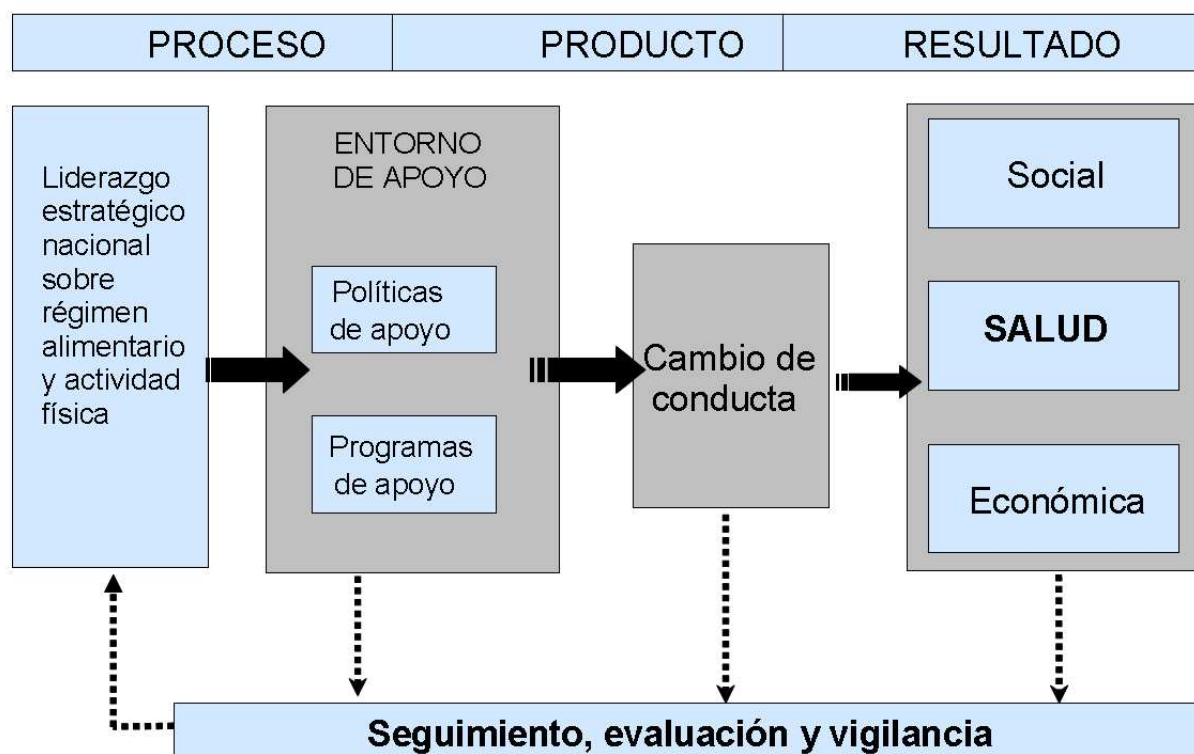 PROCESO
PRODUCTO
RESULTADO
Liderazgo
estratégico
nacional
sobre
régimen
alimentario
y actividad
física
ENTORNO
DE APOYO
Políticas
de apoyo
Programas
de apoyo
Cambio de
conducta
Social
SALUD
Económica
Seguimiento, evaluación y vigilancia